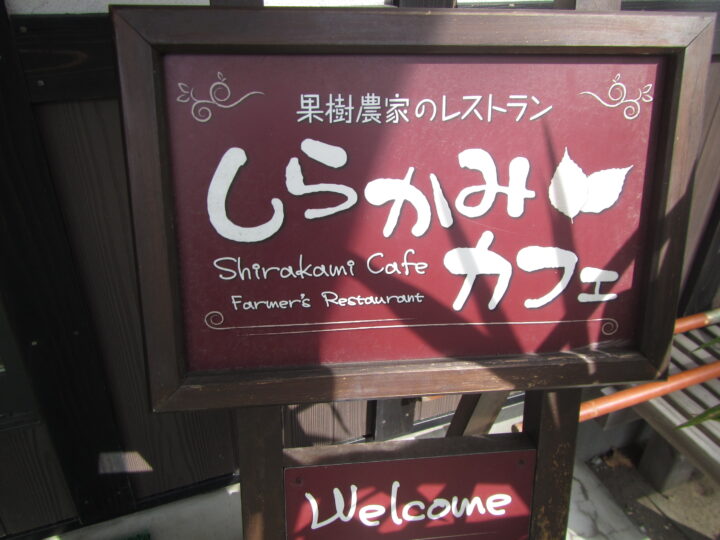 果樹農家のレストラン
しらかみ
カフェ
Shirakami Cafe
Farmer's Restaurant
Welcome